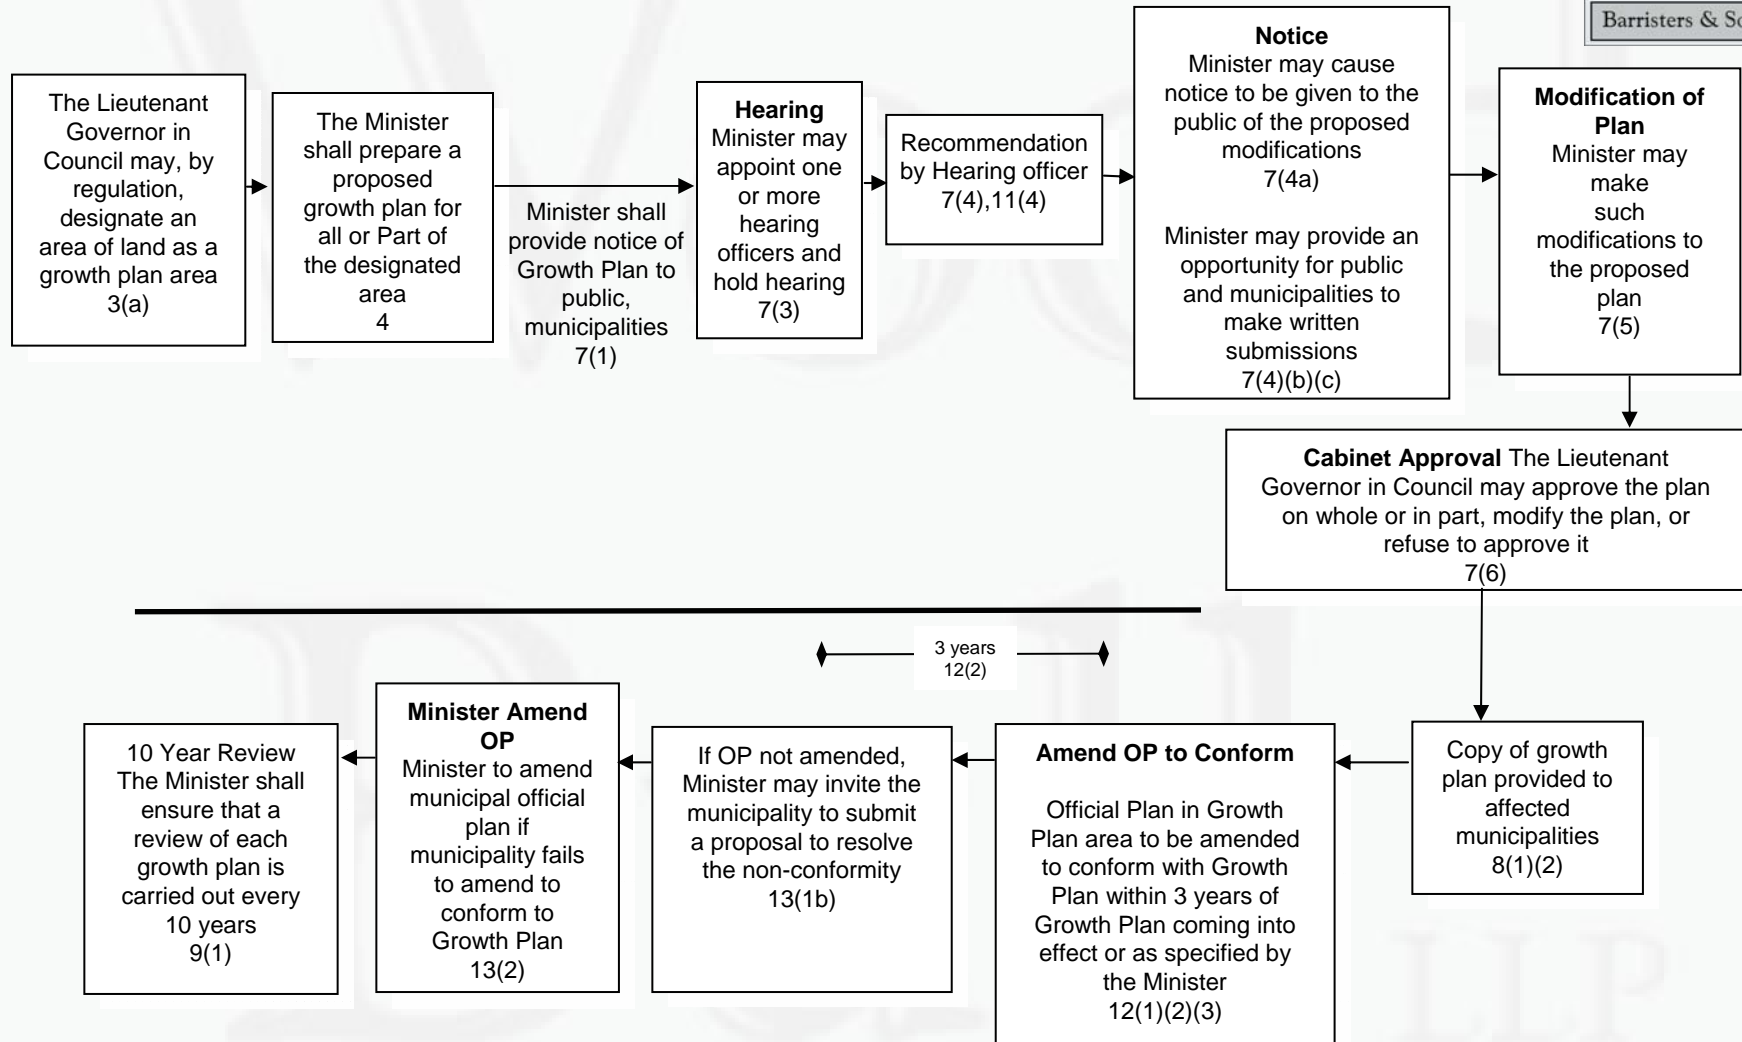 Barristers & So
The Lieutenant
Governor in
Council may, by
regulation,
designate an
area of land as a
growth plan area
3(a)
The Minister
shall prepare a
proposed
growth plan for
all or Part of
the designated
area
4
Minister shall
provide notice of
Growth Plan to
public,
municipalities
7(1)
Hearing
Minister may
appoint one
or more
hearing
officers and
hold hearing
7(3)
Recommendation
by Hearing officer
7(4),11(4)
Notice
Minister may cause
notice to be given to the
public of the proposed
modifications
7(4a)
Minister may provide an
opportunity for public
and municipalities to
make written
submissions
7(4)(b)(c)
Modification of
Plan
Minister may
make
such
modifications to
the proposed
plan
7(5)
Cabinet Approval The Lieutenant
Governor in Council may approve the plan
on whole or in part, modify the plan, or
refuse to approve it
7(6)
3 years
12(2)
Copy of growth
plan provided to
affected
municipalities
8(1)(2)
Amend OP to Conform
Official Plan in Growth
Plan area to be amended
to conform with Growth
Plan within 3 years of
Growth Plan coming into
effect or as specified by
the Minister
12(1)(2)(3)
If OP not amended,
Minister may invite the
municipality to submit
a proposal to resolve
the non-conformity
13(1b)
Minister Amend
OP
Minister to amend
municipal official
plan if
municipality fails
to amend to
conform to
Growth Plan
13(2)
10 Year Review
The Minister shall
ensure that a
review of each
growth plan is
carried out every
10 years
9(1)
LLP